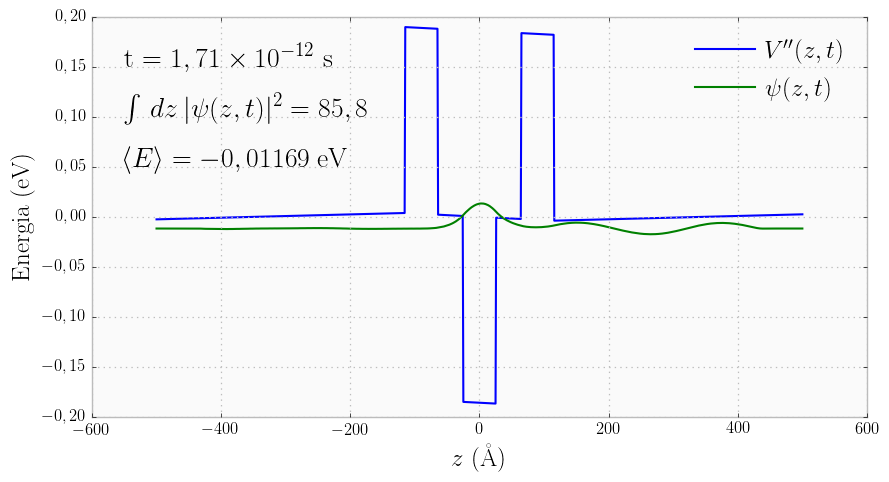 0,20
0,15
0,10
0,05
0,00
−0,05
−0,10
−0,15
−0,20
Energia (eV)
t = 1,71 × 10⁻¹² s
∫ dz |ψ(z,t)|² = 85,8
⟨E⟩ = −0,01169 eV
V″(z,t)
ψ(z,t)
−600
−400
−200
0
200
400
600
z (Å)